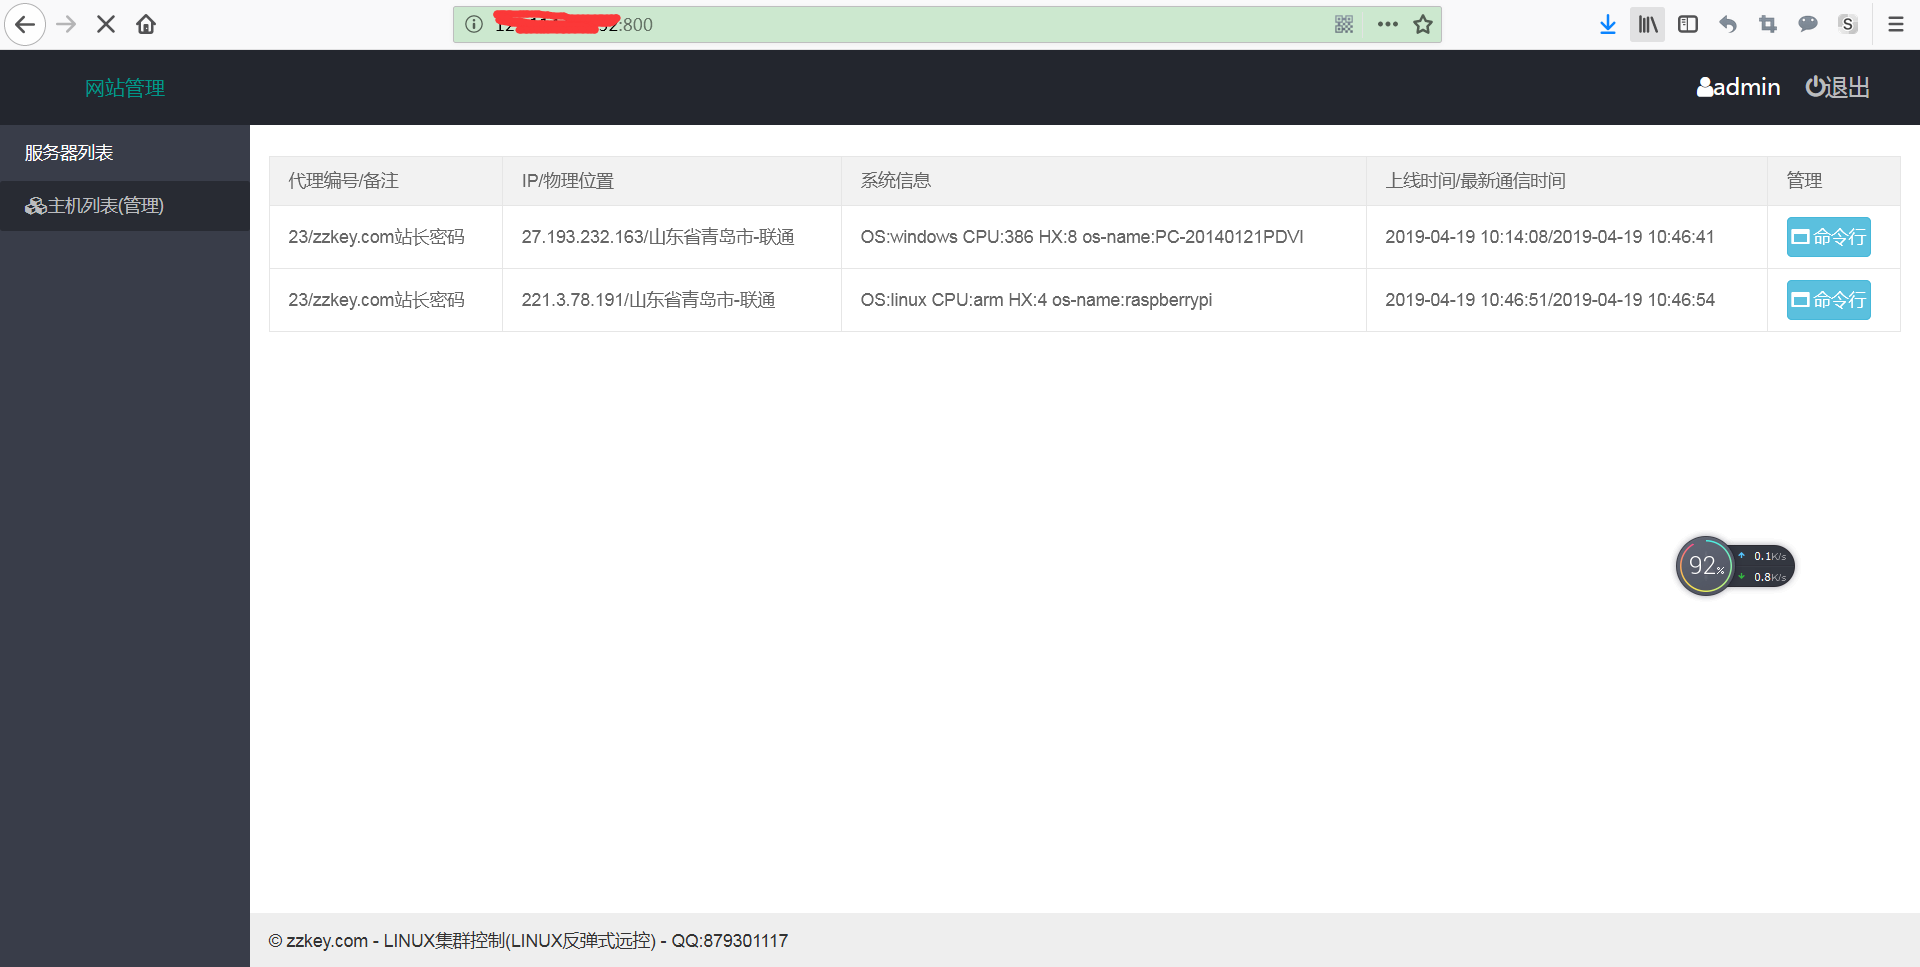 :800
S
网站管理
admin 退出
服务器列表
主机列表(管理)
代理编号/备注 IP/物理位置 系统信息 上线时间/最新通信时间 管理
23/zzkey.com站长密码 27.193.232.163/山东省青岛市-联通 OS:windows CPU:386 HX:8 os-name:PC-20140121PDVI 2019-04-19 10:14:08/2019-04-19 10:46:41 命令行
23/zzkey.com站长密码 221.3.78.191/山东省青岛市-联通 OS:linux CPU:arm HX:4 os-name:raspberrypi 2019-04-19 10:46:51/2019-04-19 10:46:54 命令行
92% 0.1K/s
0.8K/s
© zzkey.com - LINUX集群控制(LINUX反弹式远控) - QQ:879301117